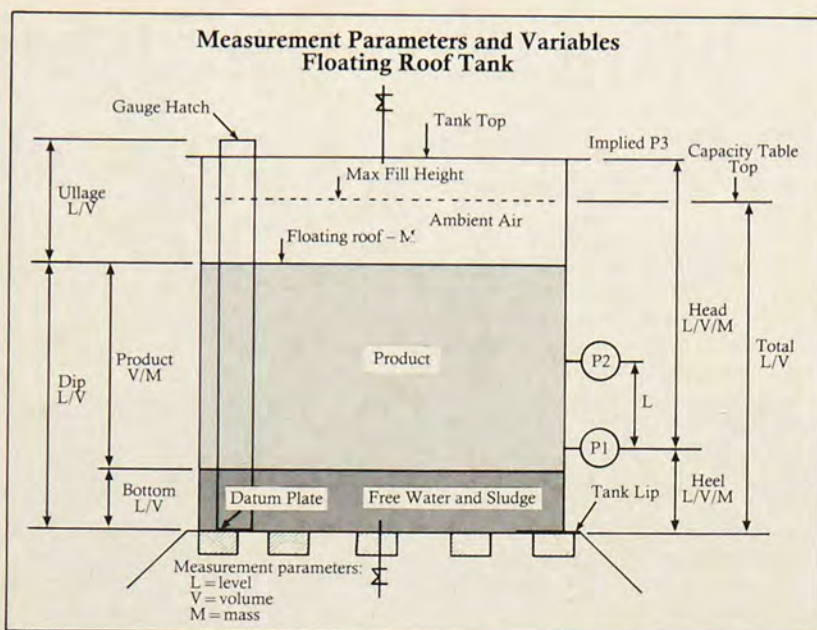 Measurement Parameters and Variables
Floating Roof Tank
Gauge Hatch
Tank Top
Implied P3
Capacity Table
Top
Max Fill Height
Ullage
L/V
Ambient Air
Floating roof – M
Head
L/V/M
Total
L/V
Product
V/M
Product
P2
Dip
L/V
L
P1
Bottom
L/V
Datum Plate
Free Water and Sludge
Tank Lip
Heel
L/V/M
Measurement parameters:
L = level
V = volume
M = mass